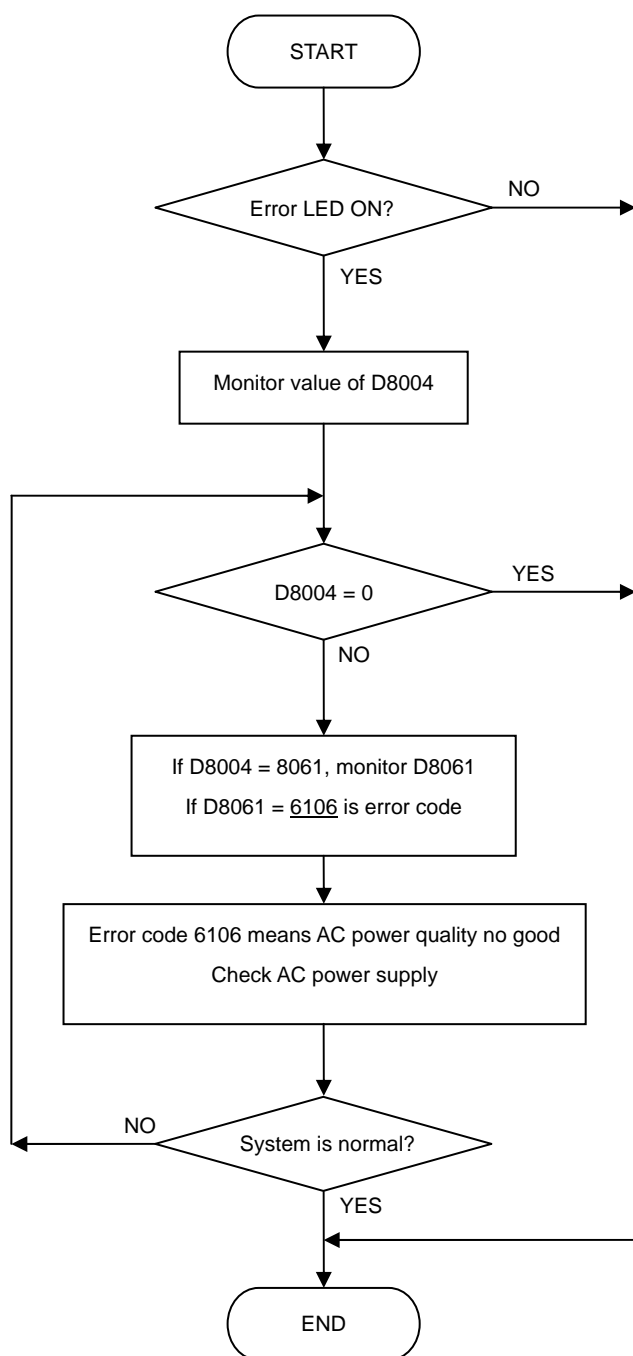 START
Error LED ON?
NO
YES
Monitor value of D8004
D8004 = 0
YES
NO
If D8004 = 8061, monitor D8061
If D8061 = 6106 is error code
Error code 6106 means AC power quality no good
Check AC power supply
NO
System is normal?
YES
END